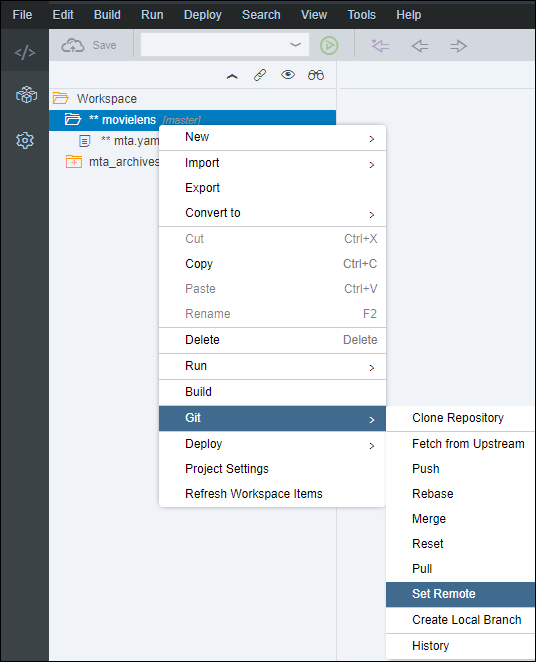 File Edit Build Run Deploy Search View Tools Help
Save
Workspace
** movielens [master]
** mta.yam
mta_archives
New
Import
Export
Convert to
Cut Ctrl+X
Copy Ctrl+C
Paste Ctrl+V
Rename F2
Delete Delete
Run
Build
Git
Deploy
Project Settings
Refresh Workspace Items
Clone Repository
Fetch from Upstream
Push
Rebase
Merge
Reset
Pull
Set Remote
Create Local Branch
History